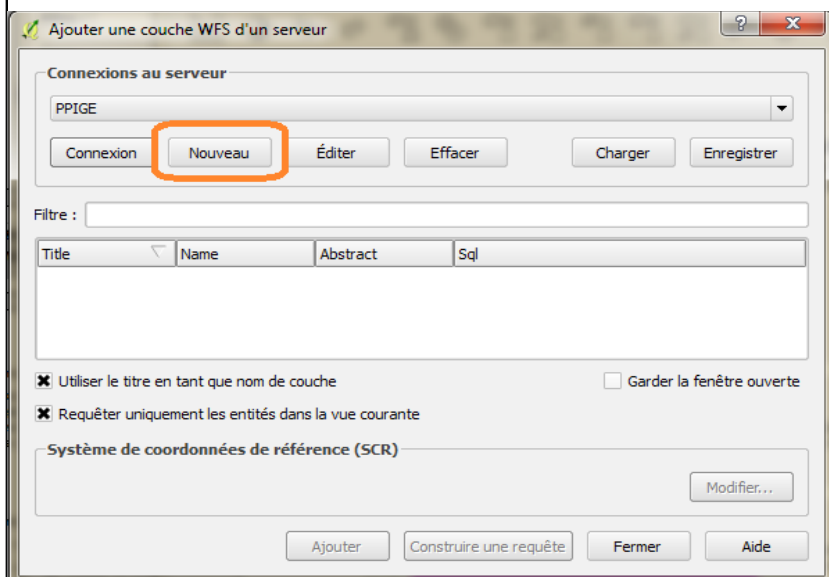 Ajouter une couche WFS d'un serveur
?
X
Connexions au serveur
PPIGE
Connexion Nouveau Éditer Effacer Charger Enregistrer
Filtre :
Title Name Abstract Sql
Utiliser le titre en tant que nom de couche Garder la fenêtre ouverte
Requêter uniquement les entités dans la vue courante
Système de coordonnées de référence (SCR)
Modifier...
Ajouter Construire une requête Fermer Aide